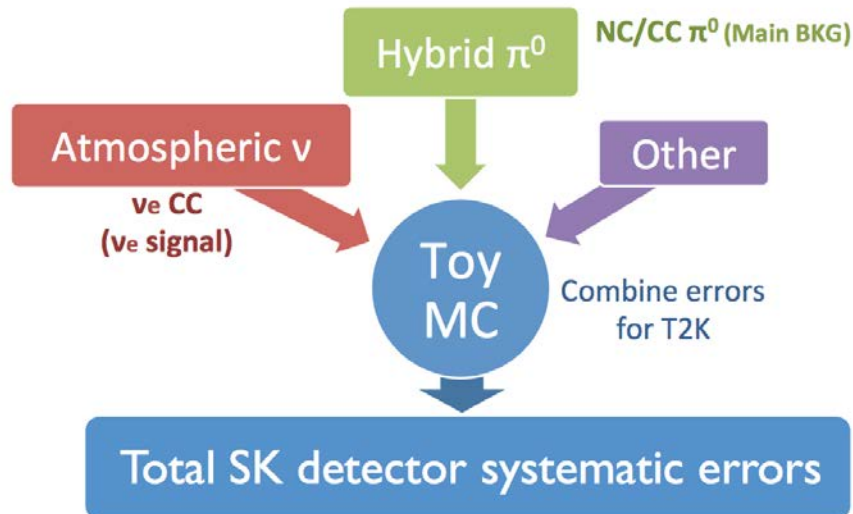 Hybrid π⁰
NC/CC π⁰ (Main BKG)
Atmospheric ν
Other
νe CC
(νe signal)
Toy
MC
Combine errors
for T2K
Total SK detector systematic errors